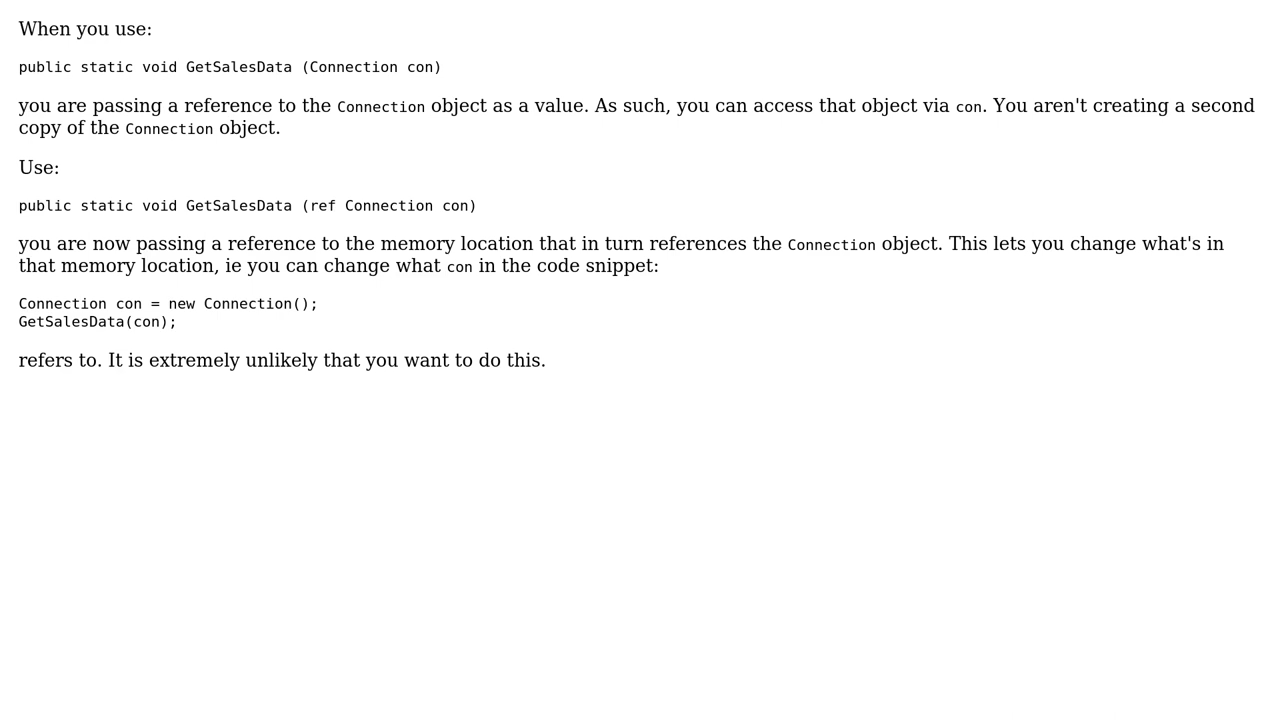 When you use:
public static void GetSalesData (Connection con)
you are passing a reference to the Connection object as a value. As such, you can access that object via con. You aren't creating a second
copy of the Connection object.
Use:
public static void GetSalesData (ref Connection con)
you are now passing a reference to the memory location that in turn references the Connection object. This lets you change what's in
that memory location, ie you can change what con in the code snippet:
Connection con = new Connection();
GetSalesData(con);
refers to. It is extremely unlikely that you want to do this.